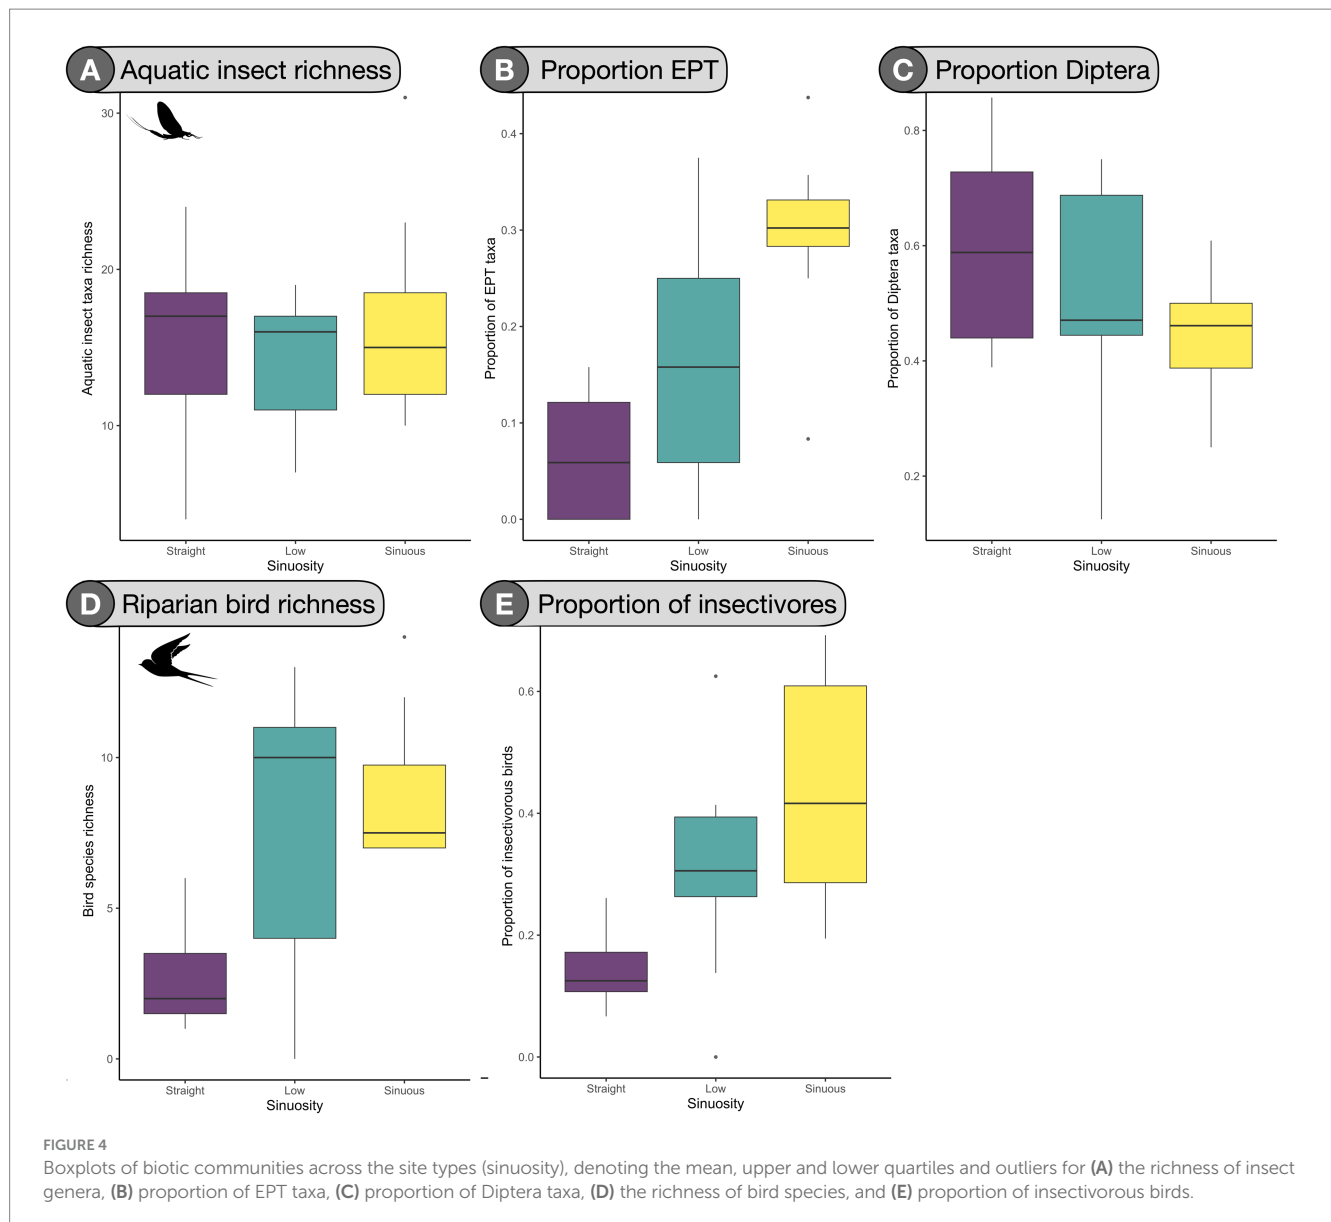 A Aquatic insect richness
30
20
10
Aquatic insect taxa richness
Straight Low Sinuous
Sinuosity
B Proportion EPT
0.4
0.3
0.2
0.1
0.0
Proportion of EPT taxa
Straight Low Sinuous
Sinuosity
C Proportion Diptera
0.8
0.6
0.4
0.2
Proportion of Diptera taxa
Straight Low Sinuous
Sinuosity
D Riparian bird richness
10
5
0
Bird species richness
Straight Low Sinuous
Sinuosity
E Proportion of insectivores
0.6
0.4
0.2
0.0
Proportion of insectivorous birds
Straight Low Sinuous
Sinuosity
FIGURE 4
Boxplots of biotic communities across the site types (sinuosity), denoting the mean, upper and lower quartiles and outliers for (A) the richness of insect
genera, (B) proportion of EPT taxa, (C) proportion of Diptera taxa, (D) the richness of bird species, and (E) proportion of insectivorous birds.